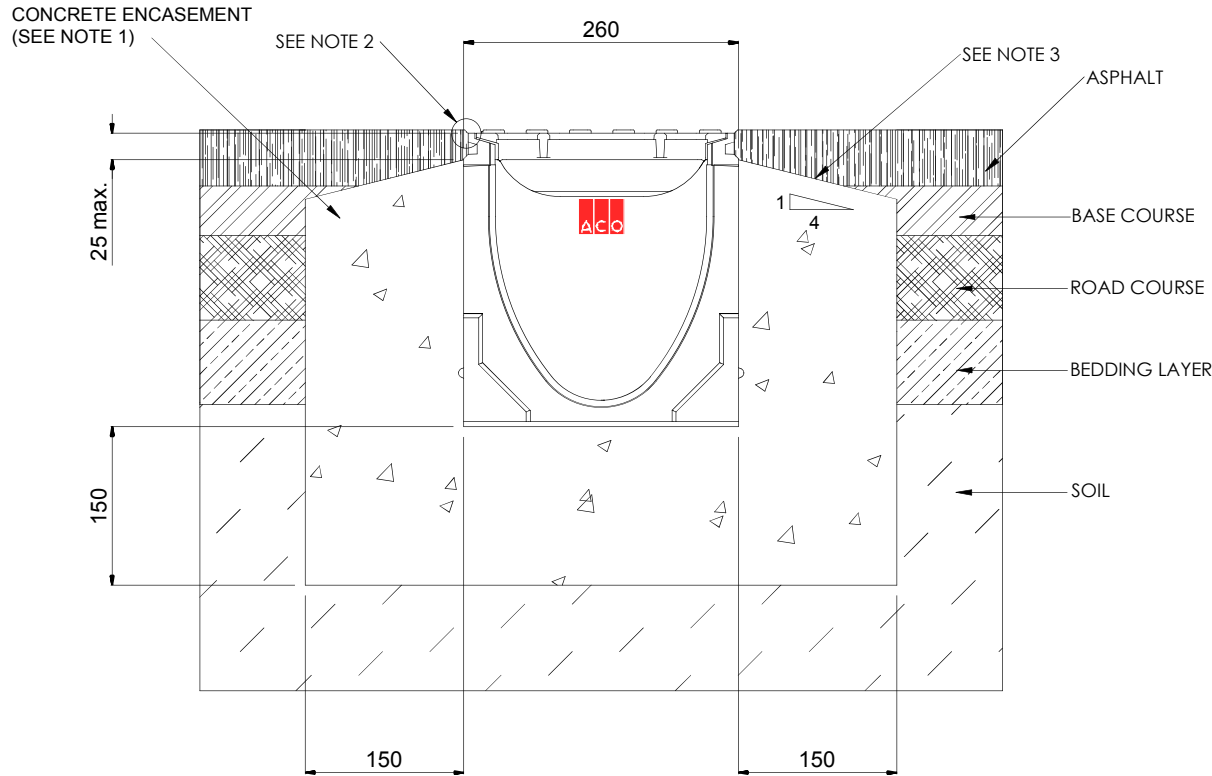 CONCRETE ENCASEMENT
(SEE NOTE 1)
SEE NOTE 2
260
SEE NOTE 3
ASPHALT
25 max.
ACO
1
4
BASE COURSE
ROAD COURSE
BEDDING LAYER
150
SOIL
150
150